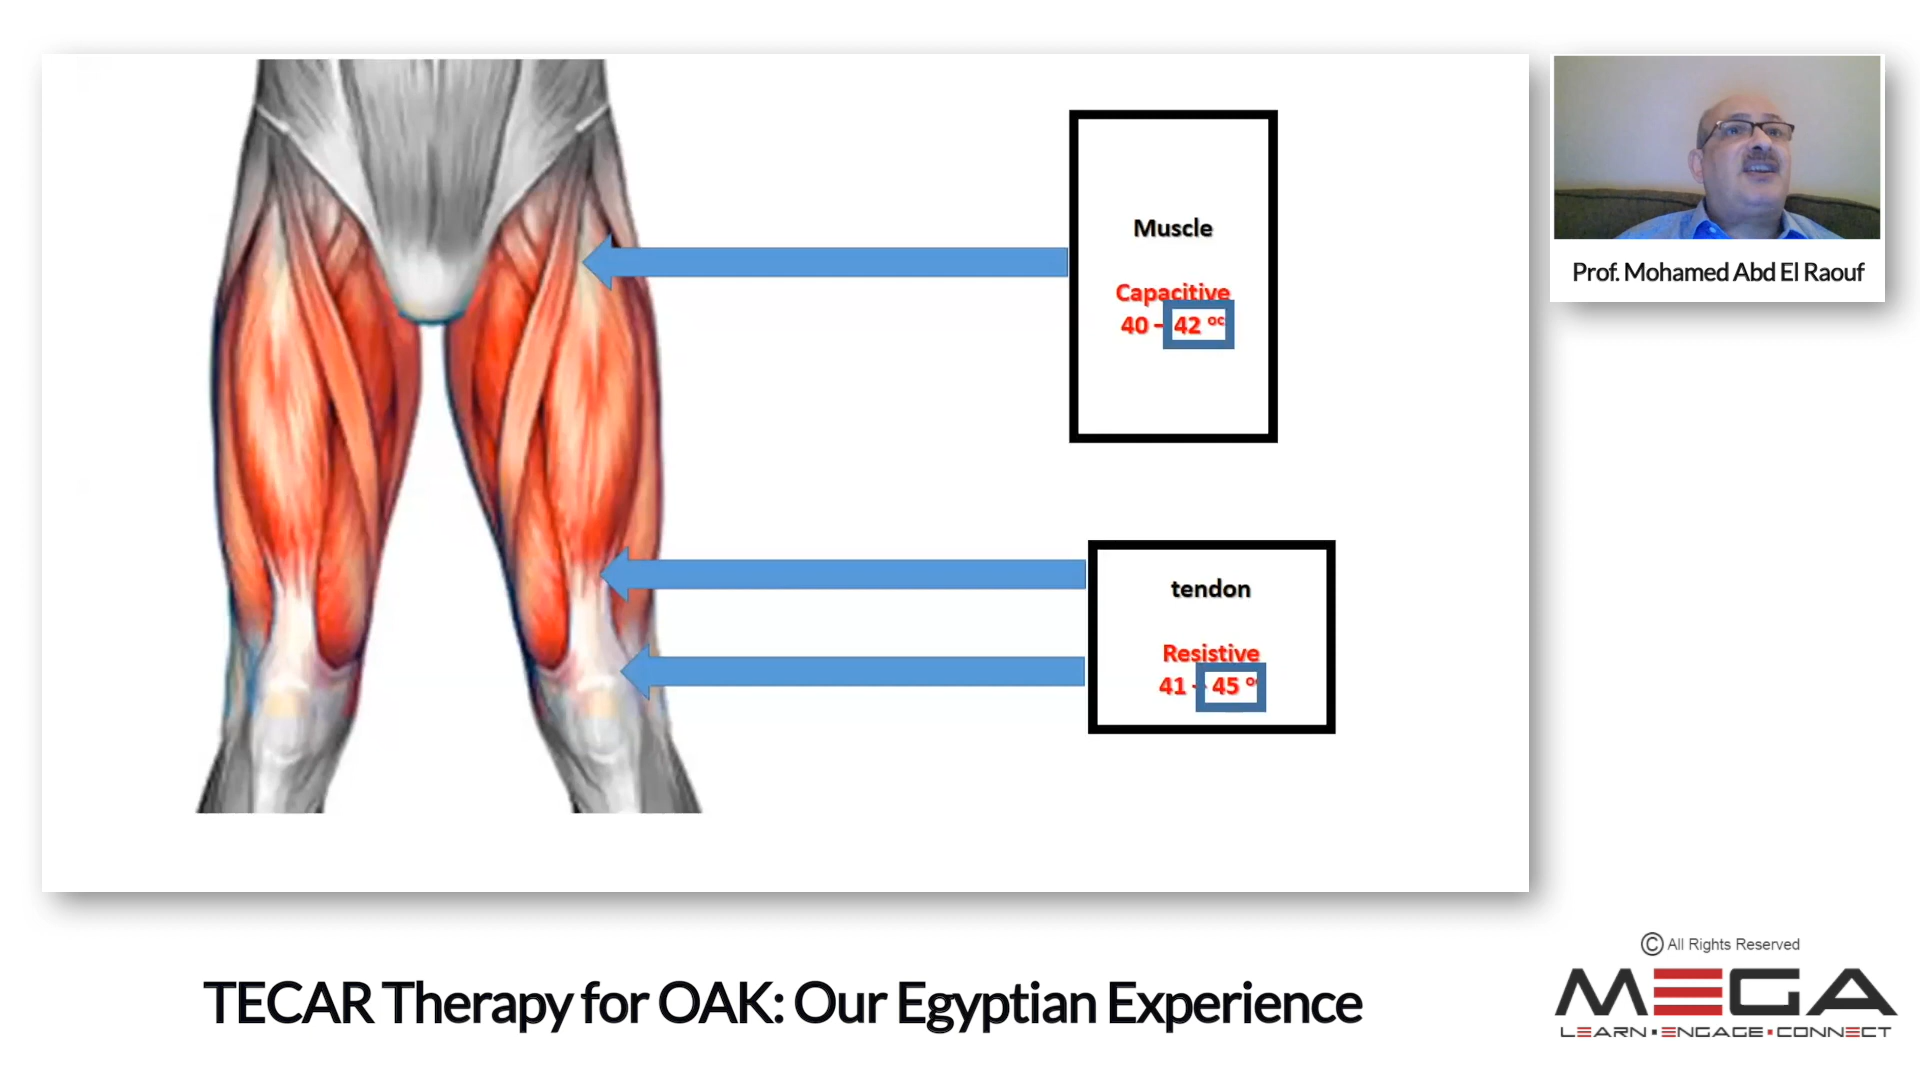 Muscle
Capacitive
40 – 42 ºC
tendon
Resistive
41 – 45 º
Prof. Mohamed Abd El Raouf
TECAR Therapy for OAK: Our Egyptian Experience
© All Rights Reserved
MEGA
LEARN▪ENGAGE▪CONNECT